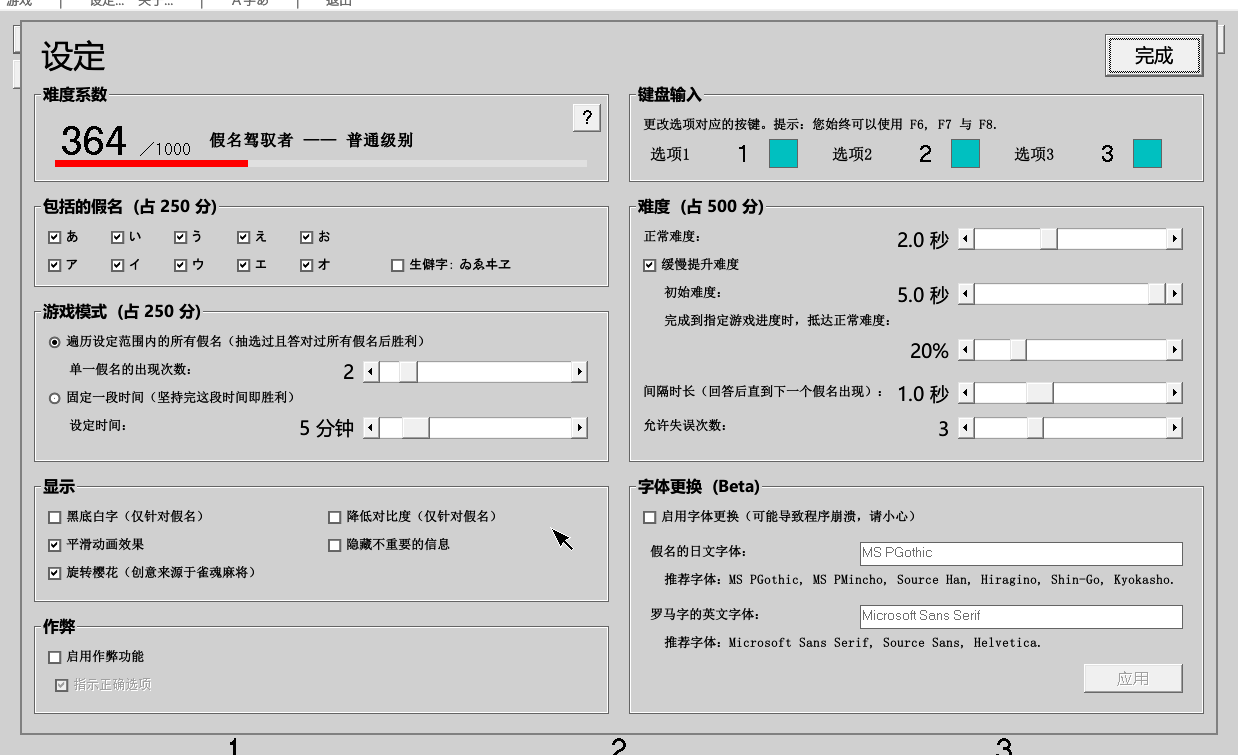 游戏 设定... 关于... A 字あ 退出
设定
完成
难度系数
364 /1000 假名驾驭者 —— 普通级别
?
键盘输入
更改选项对应的按键。提示：您始终可以使用 F6, F7 与 F8.
选项1 1 选项2 2 选项3 3
包括的假名（占 250 分)
あ い う え お
ア イ ウ エ オ 生僻字：ゐゑヰヱ
游戏模式（占 250 分)
遍历设定范围内的所有假名（抽选过且答对过所有假名后胜利）
单一假名的出现次数： 2
固定一段时间（坚持完这段时间即胜利）
设定时间： 5 分钟
难度（占 500 分)
正常难度： 2.0 秒
缓慢提升难度
初始难度： 5.0 秒
完成到指定游戏进度时，抵达正常难度：
20%
间隔时长（回答后直到下一个假名出现）： 1.0 秒
允许失误次数： 3
显示
黑底白字（仅针对假名） 降低对比度（仅针对假名）
平滑动画效果 隐藏不重要的信息
旋转樱花（创意来源于雀魂麻将）
作弊
启用作弊功能
指示正确选项
字体更换（Beta)
启用字体更换（可能导致程序崩溃，请小心）
假名的日文字体： MS PGothic
推荐字体：MS PGothic, MS PMincho, Source Han, Hiragino, Shin-Go, Kyokasho.
罗马字的英文字体： Microsoft Sans Serif
推荐字体：Microsoft Sans Serif, Source Sans, Helvetica.
应用
1 2 3